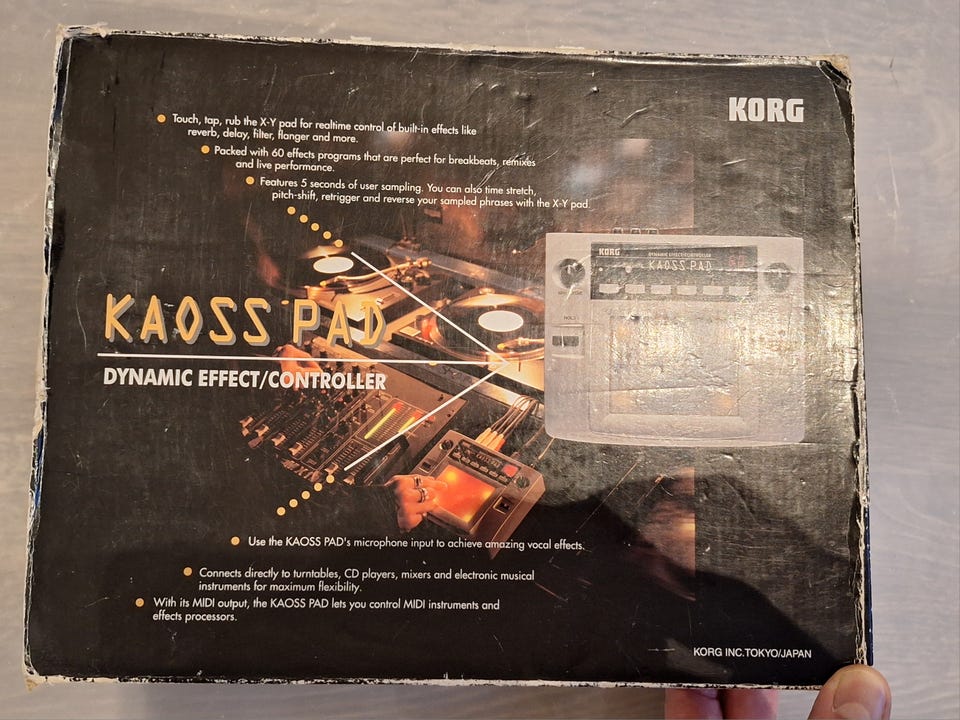 KORG
Touch, tap, rub the X-Y pad for realtime control of built-in effects like
reverb, delay, filter, flanger and more.
Packed with 60 effects programs that are perfect for breakbeats, remixes
and live performance.
Features 5 seconds of user sampling. You can also time stretch,
pitch-shift, retrigger and reverse your sampled phrases with the X-Y pad.
KORG
DYNAMIC EFFECT/CONTROLLER
KAOSS PAD
HOLD
KAOSS PAD
DYNAMIC EFFECT/CONTROLLER
Use the KAOSS PAD's microphone input to achieve amazing vocal effects.
Connects directly to turntables, CD players, mixers and electronic musical
instruments for maximum flexibility.
With its MIDI output, the KAOSS PAD lets you control MIDI instruments and
effects processors.
KORG INC.TOKYO/JAPAN